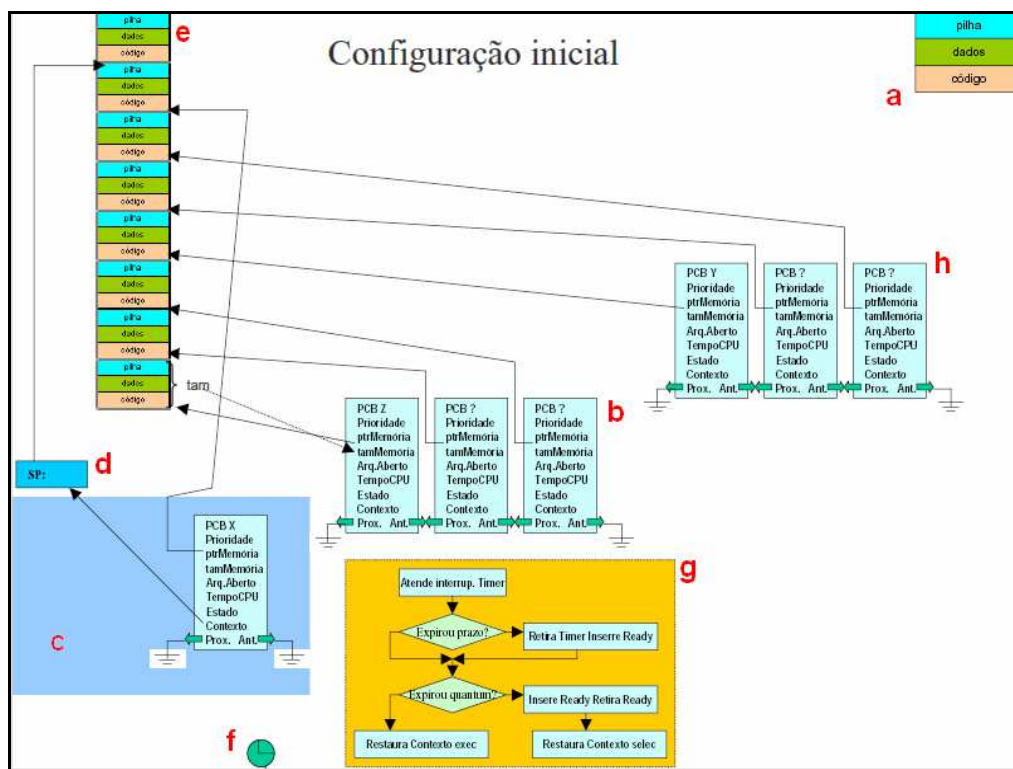 Configuração inicial
pilha
dados
código
a
e
pilha
dados
código
pilha
dados
código
pilha
dados
código
pilha
dados
código
pilha
dados
código
pilha
dados
código
pilha
dados
código
pilha
dados
código
tam
h
PCB Y
Prioridade
ptrMemória
tamMemória
Arq.Aberto
TempoCPU
Estado
Contexto
Prox. Ant.
PCB ?
Prioridade
ptrMemória
tamMemória
Arq.Aberto
TempoCPU
Estado
Contexto
Prox. Ant.
PCB ?
Prioridade
ptrMemória
tamMemória
Arq.Aberto
TempoCPU
Estado
Contexto
Prox. Ant.
b
PCB Z
Prioridade
ptrMemória
tamMemória
Arq.Aberto
TempoCPU
Estado
Contexto
Prox. Ant.
PCB ?
Prioridade
ptrMemória
tamMemória
Arq.Aberto
TempoCPU
Estado
Contexto
Prox. Ant.
PCB ?
Prioridade
ptrMemória
tamMemória
Arq.Aberto
TempoCPU
Estado
Contexto
Prox. Ant.
d
SP:
c
PCB X
Prioridade
ptrMemória
tamMemória
Arq.Aberto
TempoCPU
Estado
Contexto
Prox. Ant.
g
Atende interrup. Timer
Expirou prazo?
Retira Timer Inserre Ready
Expirou quantum?
Insere Ready Retira Ready
Restaura Contexto exec
Restaura Contexto selec
f